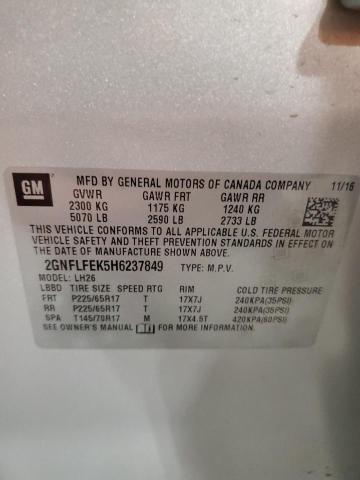 GM
MFD BY GENERAL MOTORS OF CANADA COMPANY 11/16
GVWR GAWR FRT GAWR RR
2300 KG 1175 KG 1240 KG
5070 LB 2590 LB 2733 LB
THIS VEHICLE CONFORMS TO ALL APPLICABLE U.S. FEDERAL MOTOR
VEHICLE SAFETY AND THEFT PREVENTION STANDARDS IN EFFECT ON
THE DATE OF MANUFACTURE SHOWN ABOVE.
2GNFLFEK5H6237849 TYPE: M.P.V.
MODEL: LH26
LBBD TIRE SIZE SPEED RTG RIM COLD TIRE PRESSURE
FRT P225/65R17 T 17X7J 240KPA(35PSI)
RR P225/65R17 T 17X7J 240KPA(35PSI)
SPA T145/70R17 M 17X4.5T 420KPA(60PSI)
SEE OWNER'S MANUAL FOR MORE INFORMATION.